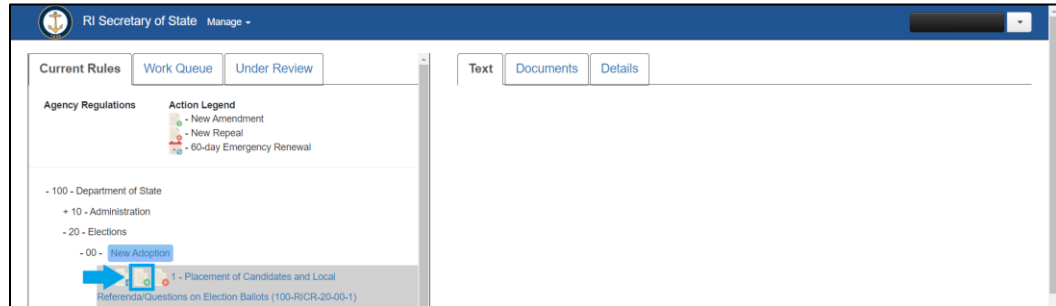 RI Secretary of State Manage
Current Rules Work Queue Under Review
Text Documents Details
Agency Regulations Action Legend
- New Amendment
- New Repeal
- 60-day Emergency Renewal
- 100 - Department of State
+ 10 - Administration
- 20 - Elections
- 00 - New Adoption
1 - Placement of Candidates and Local
Referenda/Questions on Election Ballots (100-RICR-20-00-1)